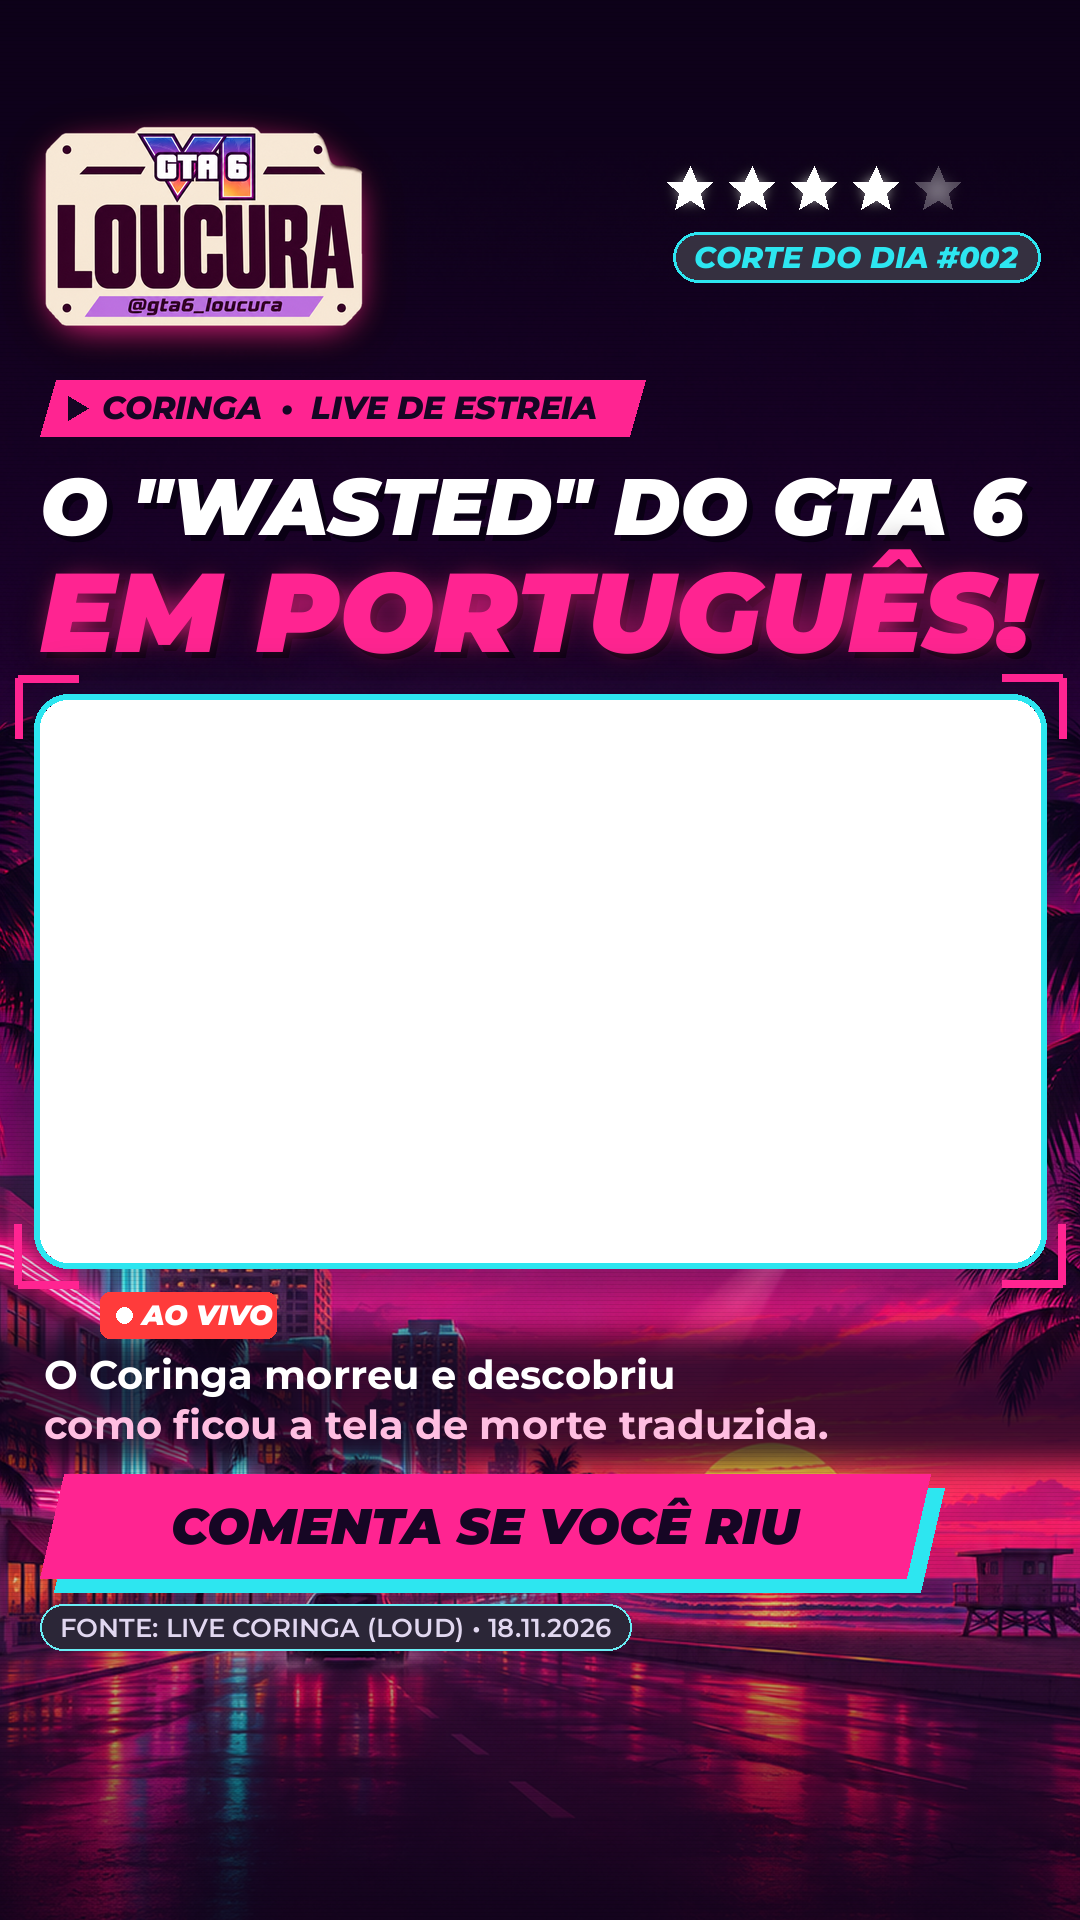 VI
GTA 6
LOUCURA
@gta6_loucura
CORTE DO DIA #002
CORINGA • LIVE DE ESTREIA
O "WASTED" DO GTA 6
EM PORTUGUÊS!
AO VIVO
O Coringa morreu e descobriu
como ficou a tela de morte traduzida.
COMENTA SE VOCÊ RIU
FONTE: LIVE CORINGA (LOUD) • 18.11.2026